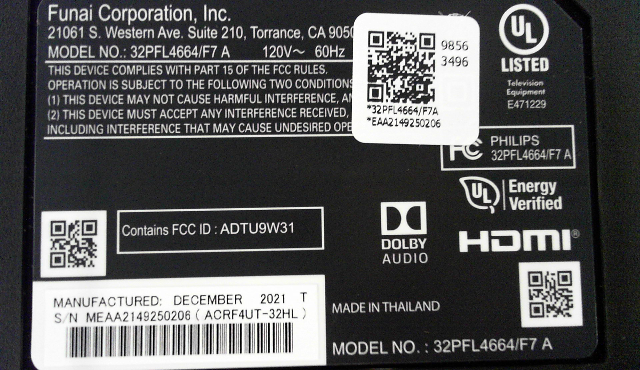 Funai Corporation, Inc.
21061 S. Western Ave. Suite 210, Torrance, CA 9050
MODEL NO.: 32PFL4664/F7 A 120V~ 60Hz
THIS DEVICE COMPLIES WITH PART 15 OF THE FCC RULES.
OPERATION IS SUBJECT TO THE FOLLOWING TWO CONDITIONS
(1) THIS DEVICE MAY NOT CAUSE HARMFUL INTERFERENCE, AN
(2) THIS DEVICE MUST ACCEPT ANY INTERFERENCE RECEIVED,
INCLUDING INTERFERENCE THAT MAY CAUSE UNDESIRED OPE
9856
3496
*32PFL4664/F7A
*EAA2149250206
UL
LISTED
Television
Equipment
E471229
FC PHILIPS
32PFL4664/F7 A
UL Energy
Verified
Contains FCC ID : ADTU9W31
DOLBY
AUDIO
HDMI®
MANUFACTURED: DECEMBER 2021 T
S/N MEAA2149250206 ( ACRF4UT-32HL )
MADE IN THAILAND
MODEL NO. : 32PFL4664/F7 A